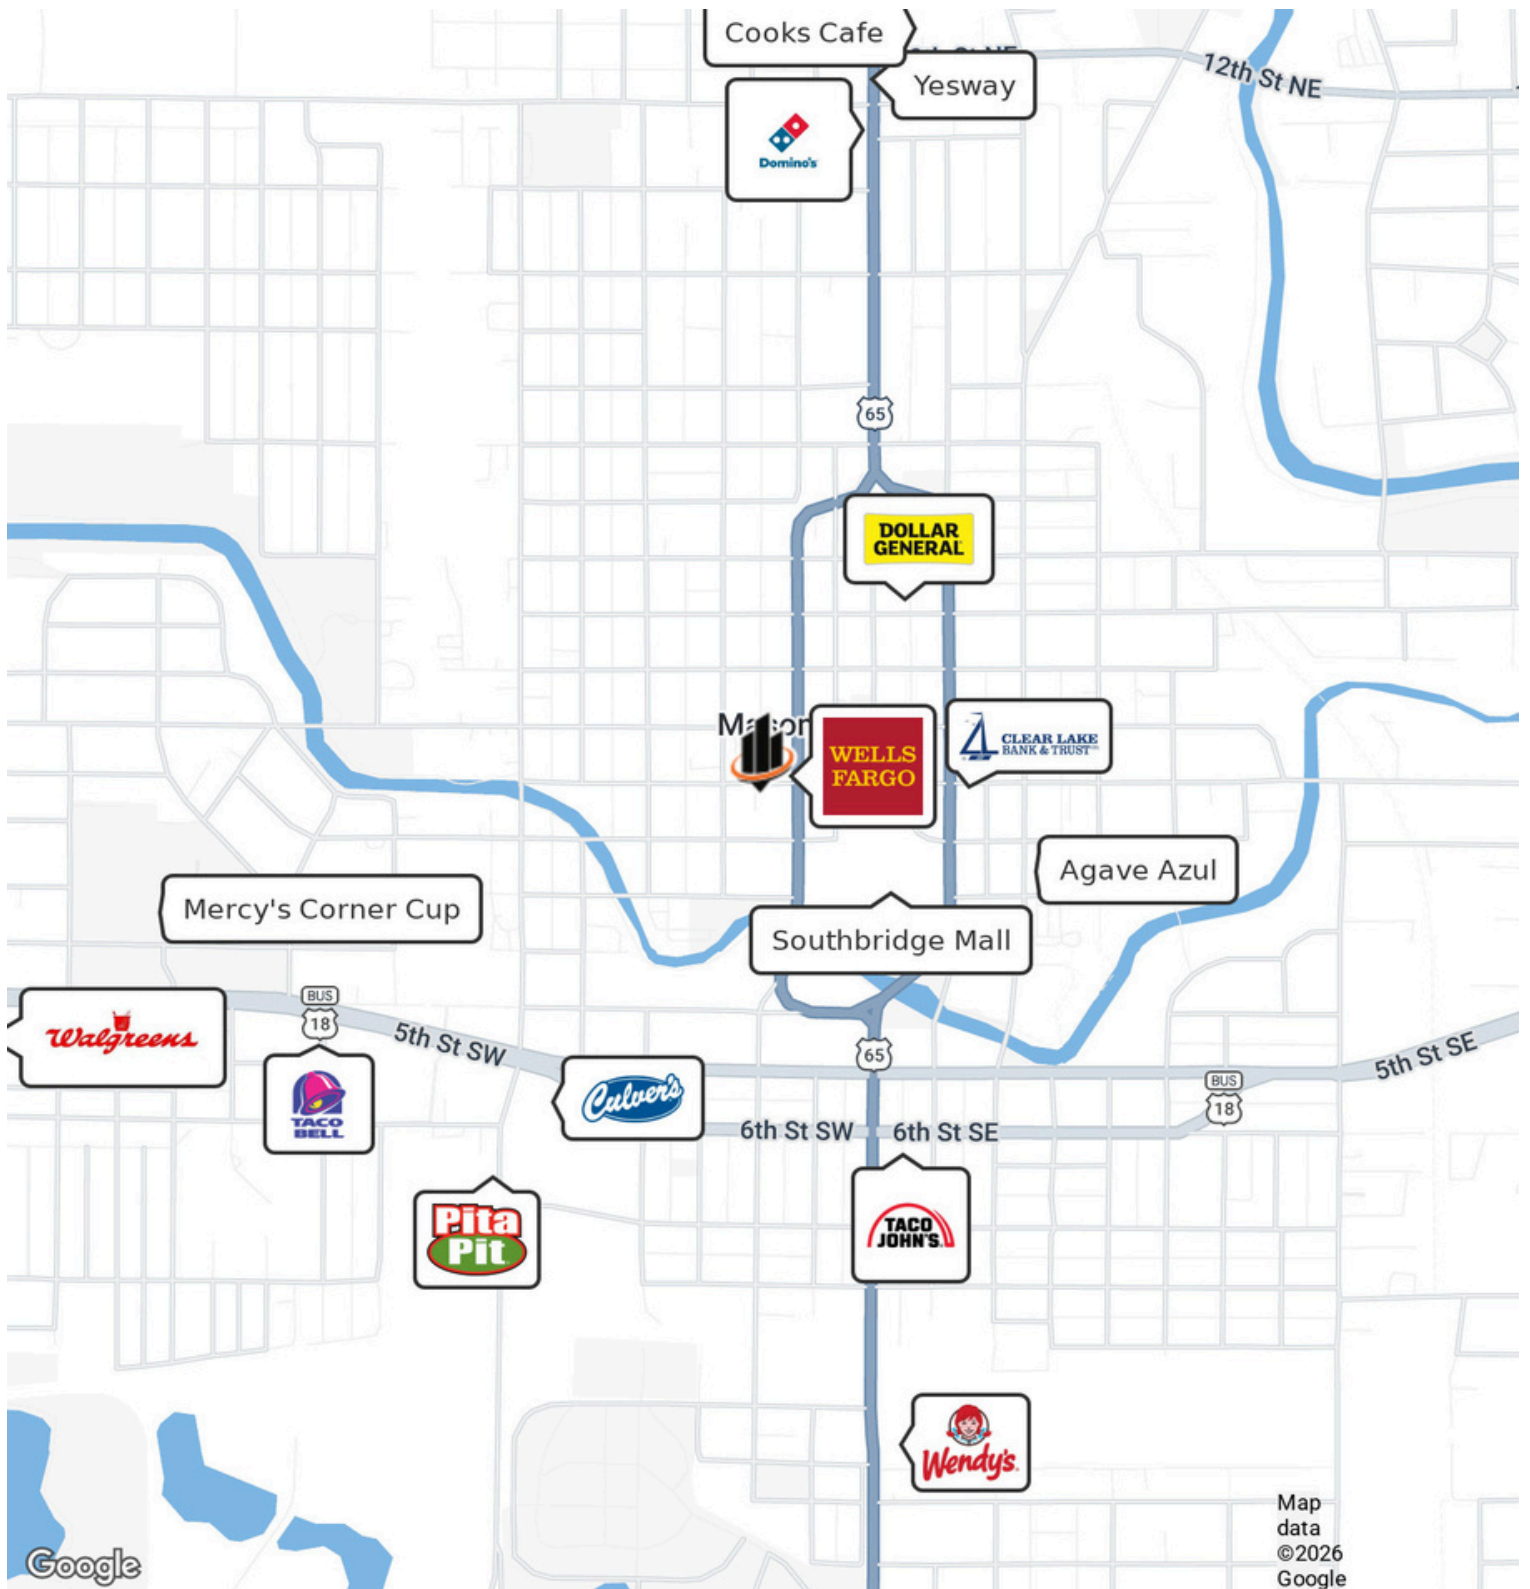 Cooks Cafe
Yesway
12th St NE
Domino's
65
DOLLAR
GENERAL
WELLS
FARGO
CLEAR LAKE
BANK & TRUST
Agave Azul
Mercy's Corner Cup
Southbridge Mall
Walgreens
BUS
18
5th St SW
65
5th St SE
BUS
18
TACO
BELL
Culver's
6th St SW
6th St SE
Pita
Pit
TACO
JOHN'S
Wendy's
Map
data
©2026
Google
Google